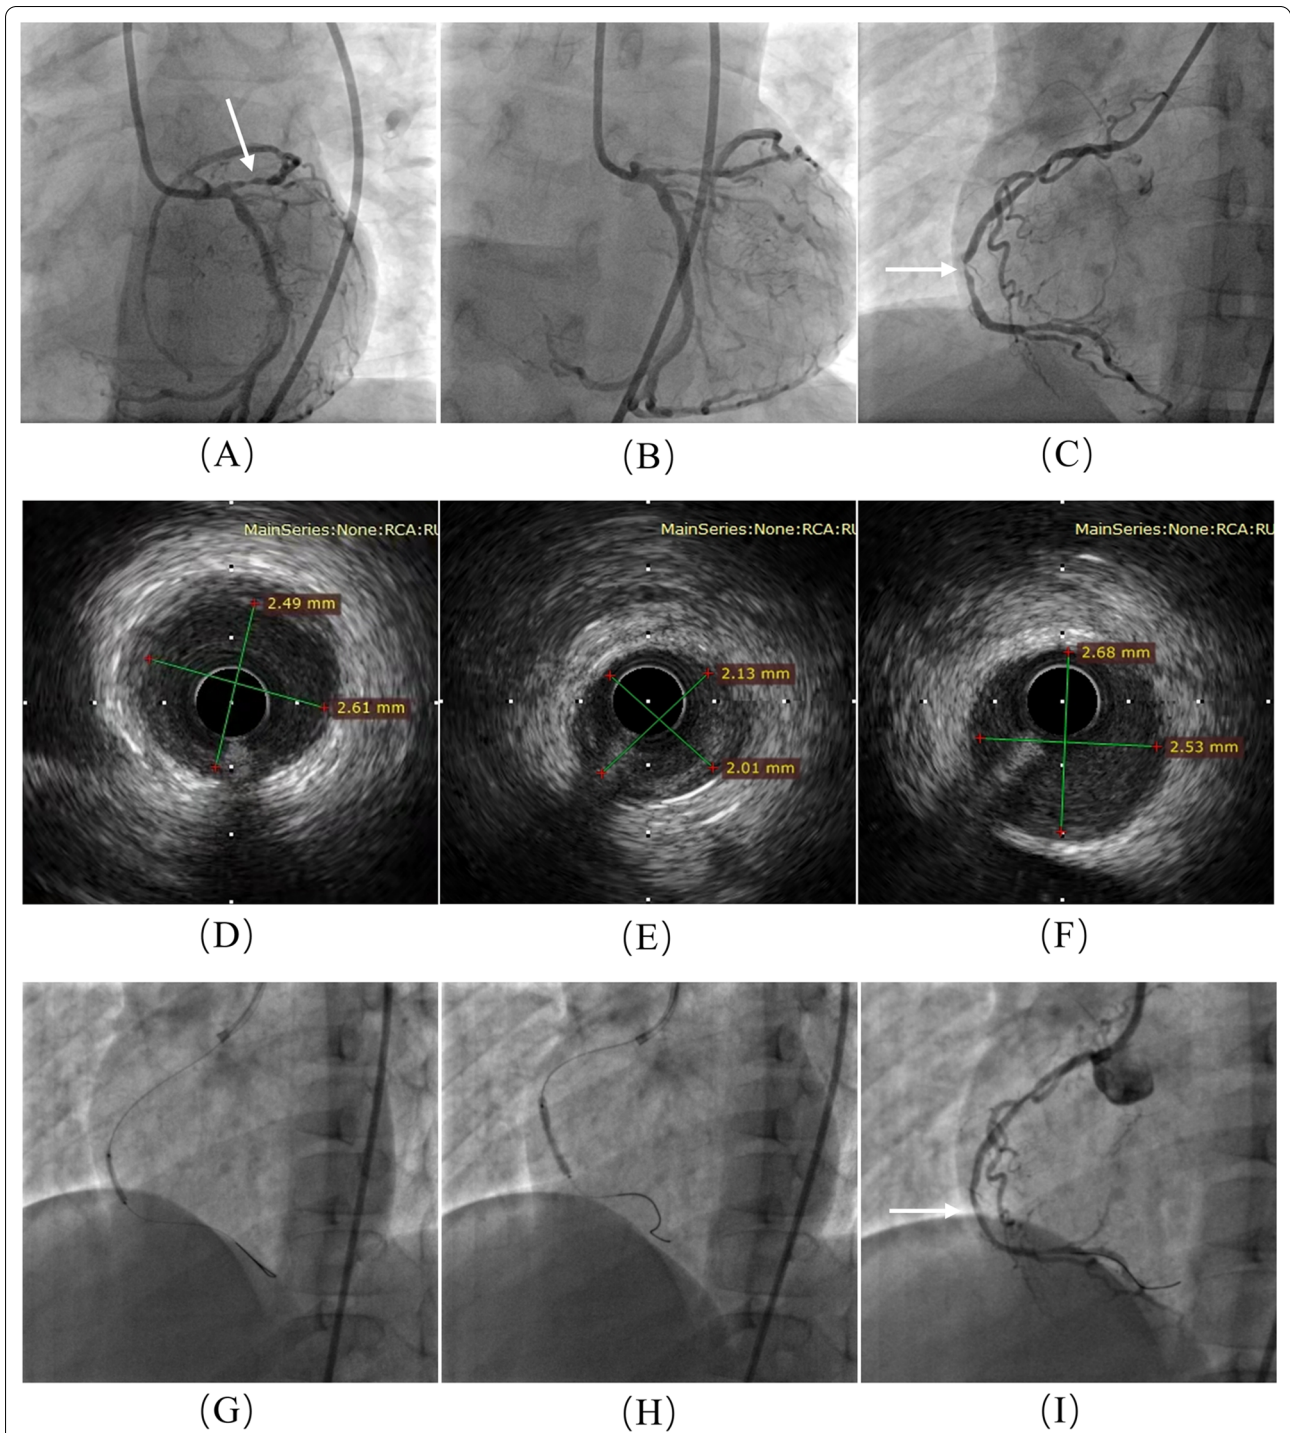 (A)
(B)
(C)
MainSeries:None:RCA:RU
2.49 mm
2.61 mm
MainSeries:None:RCA:RU
2.13 mm
2.01 mm
MainSeries:None:RCA:RU
2.68 mm
2.53 mm
(D)
(E)
(F)
(G)
(H)
(I)